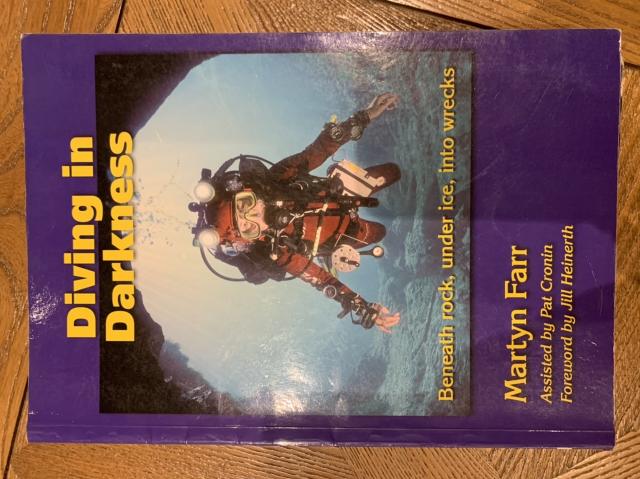 Diving in
Darkness
Beneath rock, under ice, into wrecks
Martyn Farr
Assisted by Pat Cronin
Foreword by Jill Heinerth